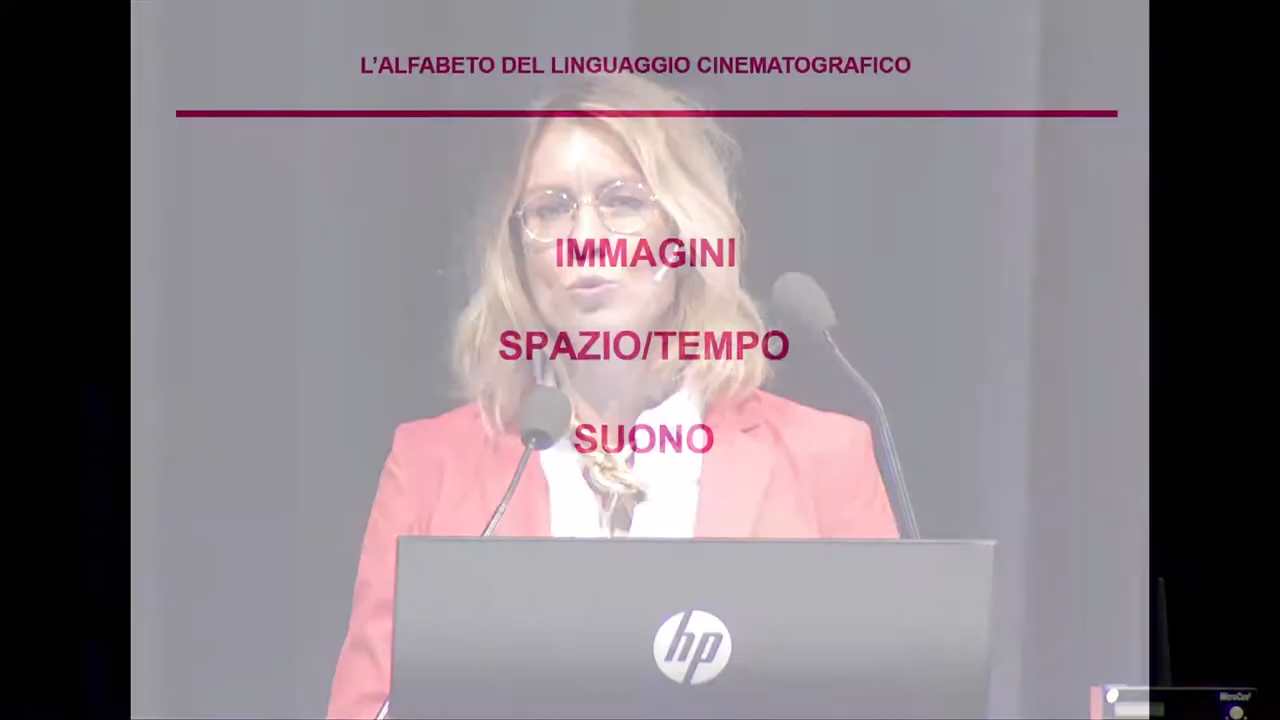 L’ALFABETO DEL LINGUAGGIO CINEMATOGRAFICO
IMMAGINI
SPAZIO/TEMPO
SUONO
hp